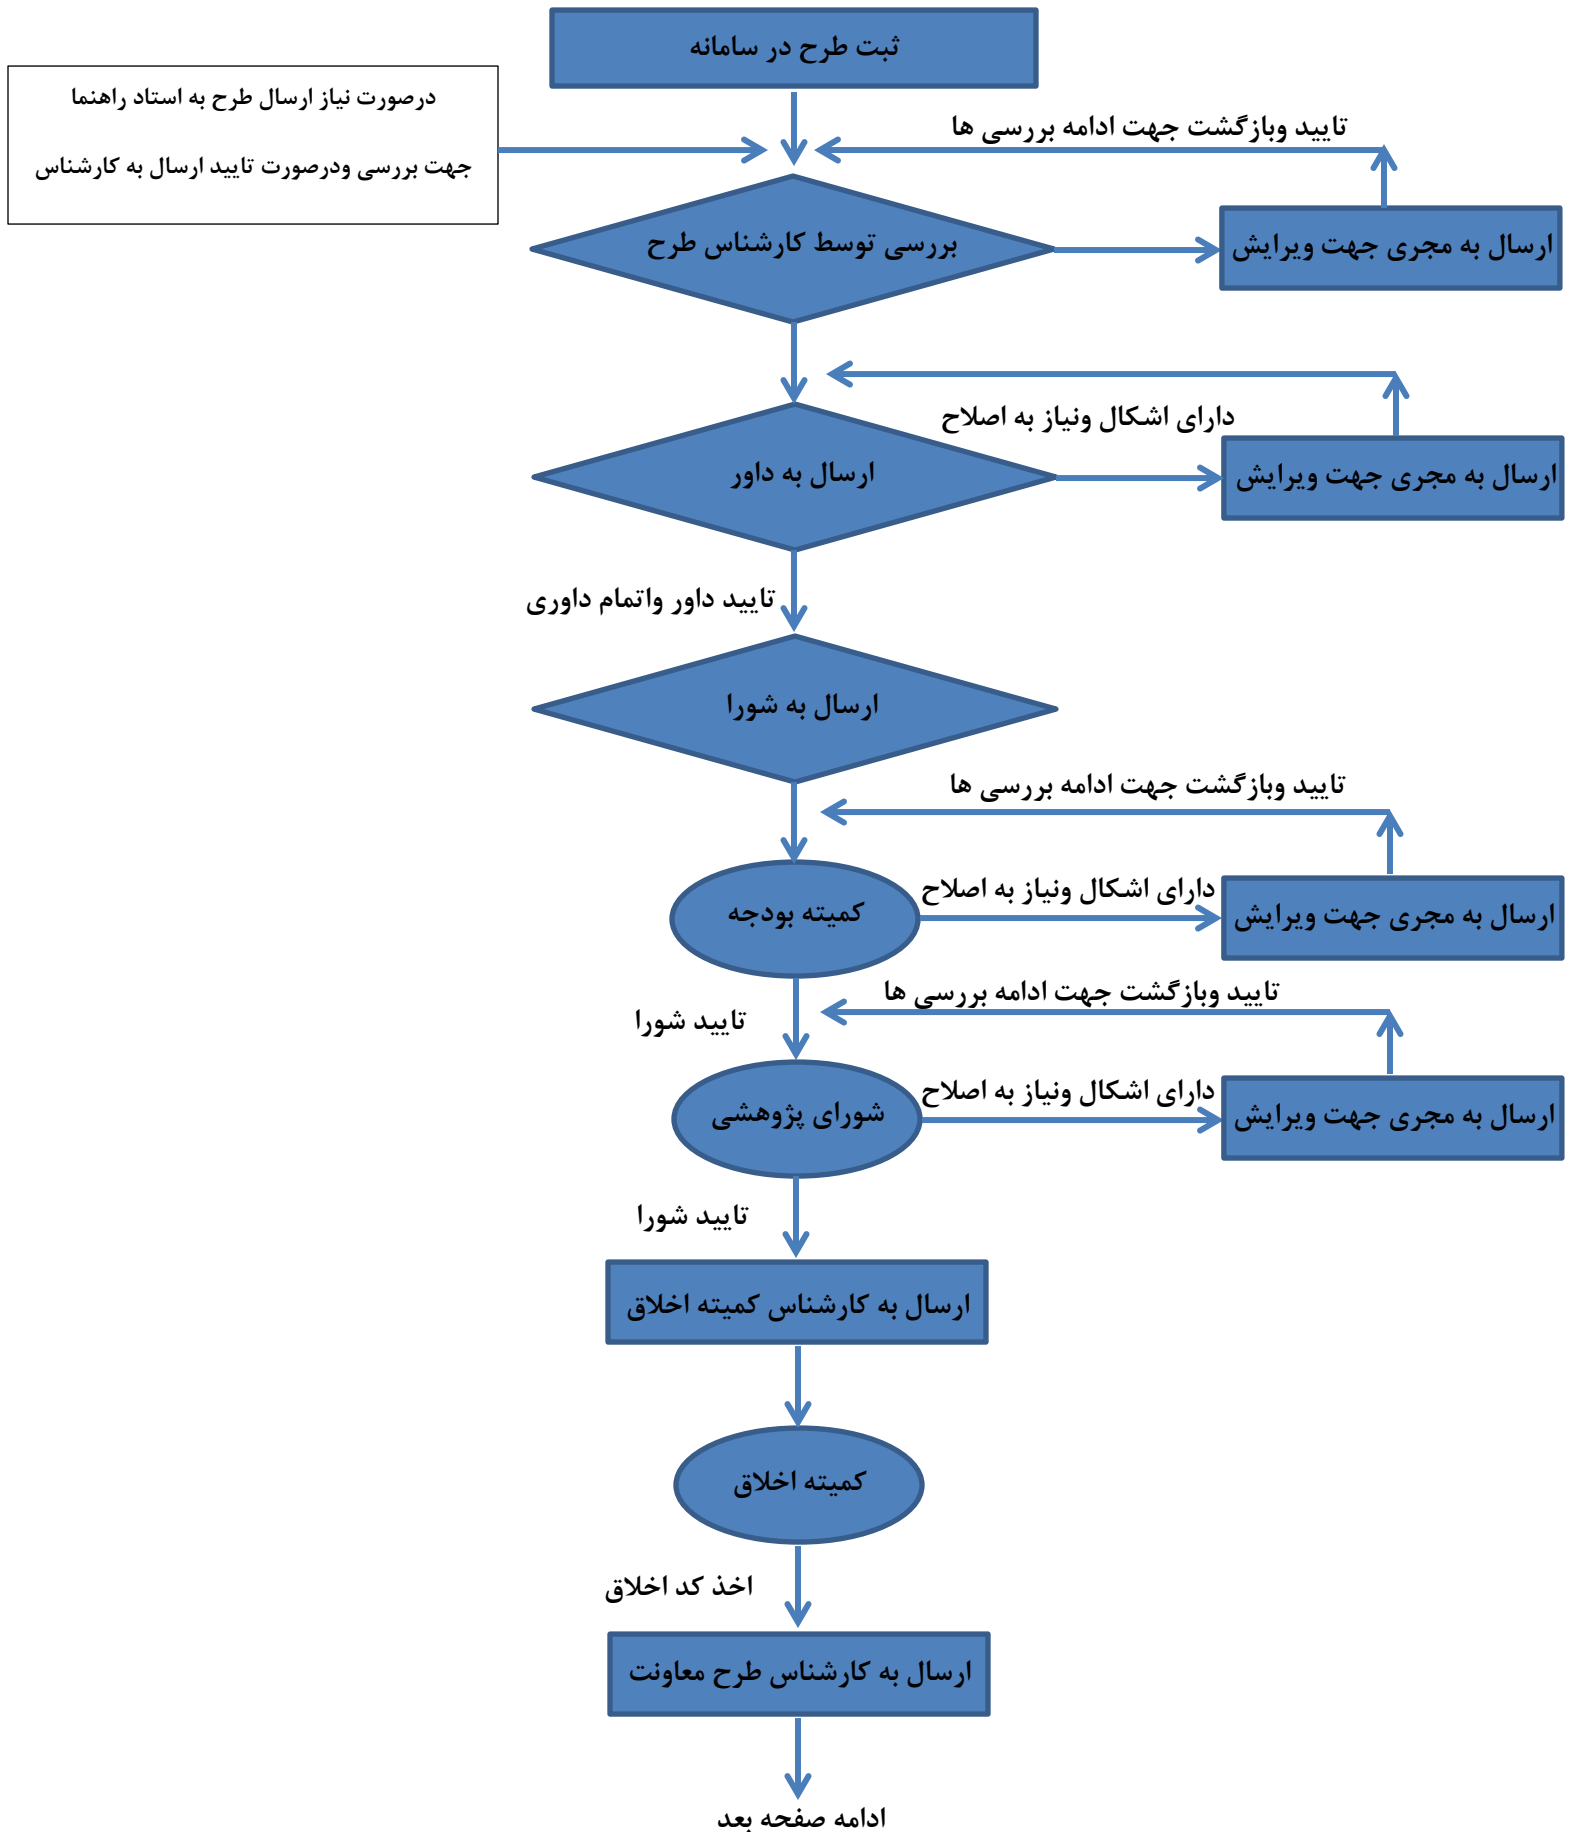 ثبت طرح در سامانه
درصورت نیاز ارسال طرح به استاد راهنما
جهت بررسی ودرصورت تایید ارسال به کارشناس
تایید وبازگشت جهت ادامه بررسی ها
بررسی توسط کارشناس طرح
ارسال به مجری جهت ویرایش
دارای اشکال ونیاز به اصلاح
ارسال به داور
ارسال به مجری جهت ویرایش
تایید داور واتمام داوری
ارسال به شورا
تایید وبازگشت جهت ادامه بررسی ها
دارای اشکال ونیاز به اصلاح
کمیته بودجه
ارسال به مجری جهت ویرایش
تایید وبازگشت جهت ادامه بررسی ها
تایید شورا
دارای اشکال ونیاز به اصلاح
شورای پژوهشی
ارسال به مجری جهت ویرایش
تایید شورا
ارسال به کارشناس کمیته اخلاق
کمیته اخلاق
اخذ کد اخلاق
ارسال به کارشناس طرح معاونت
ادامه صفحه بعد